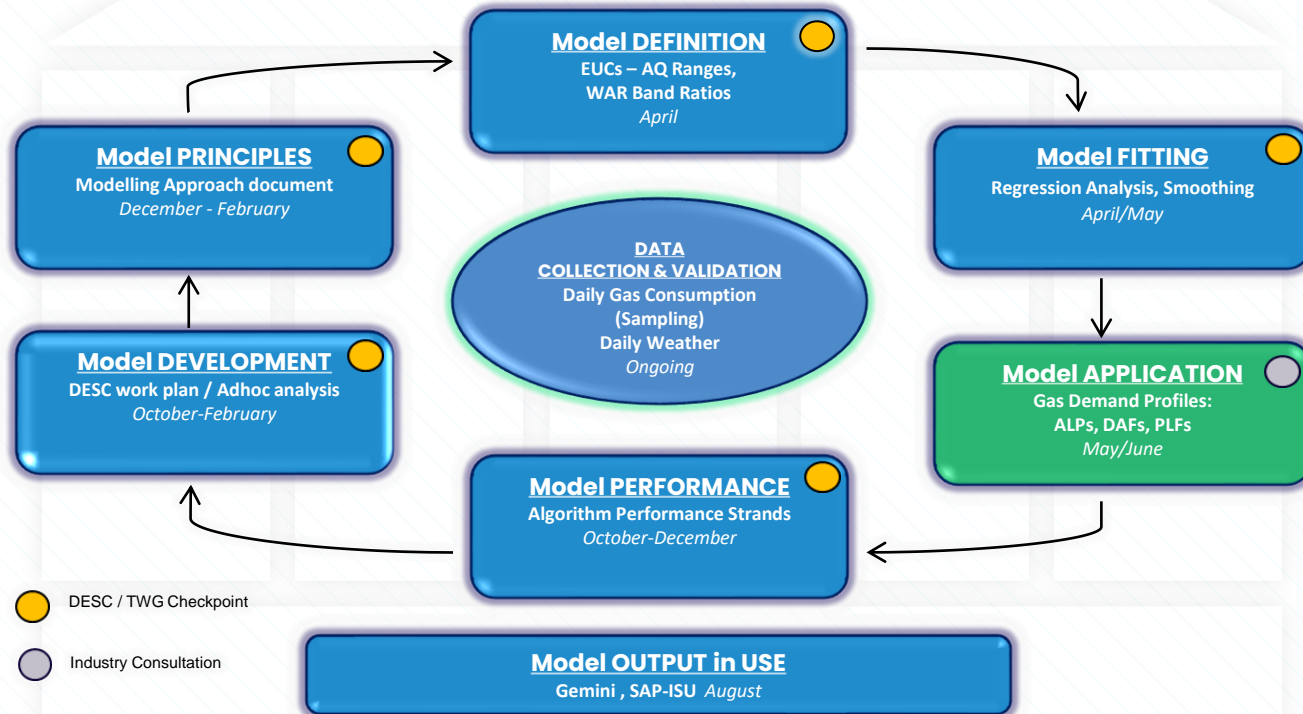 Model DEFINITION
EUCs – AQ Ranges,
WAR Band Ratios
April
Model PRINCIPLES
Modelling Approach document
December - February
Model FITTING
Regression Analysis, Smoothing
April/May
DATA
COLLECTION & VALIDATION
Daily Gas Consumption
(Sampling)
Daily Weather
Ongoing
Model DEVELOPMENT
DESC work plan / Adhoc analysis
October-February
Model APPLICATION
Gas Demand Profiles:
ALPs, DAFs, PLFs
May/June
Model PERFORMANCE
Algorithm Performance Strands
October-December
DESC / TWG Checkpoint
Industry Consultation
Model OUTPUT in USE
Gemini , SAP-ISU August